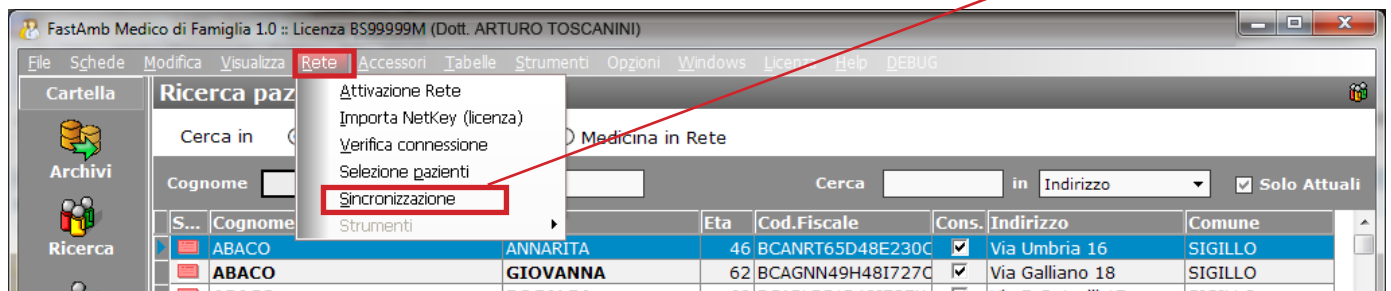 FastAmb Medico di Famiglia 1.0 :: Licenza BS99999M (Dott. ARTURO TOSCANINI)
File Schede Modifica Visualizza Rete Accessori Tabelle Strumenti Opzioni Windows Licenza Help DEBUG
Cartella
Ricerca paz
Attivazione Rete
Importa NetKey (licenza)
Verifica connessione
Selezione pazienti
Sincronizzazione
Strumenti
Cerca in
Medicina in Rete
Archivi
Cognome
Cerca
in Indirizzo
Solo Attuali
S... Cognome Eta Cod.Fiscale Cons. Indirizzo Comune
Ricerca
ABACO ANNARITA 46 BCANRT65D48E230C Via Umbria 16 SIGILLO
ABACO GIOVANNA 62 BCAGNN49H48I727C Via Galliano 18 SIGILLO